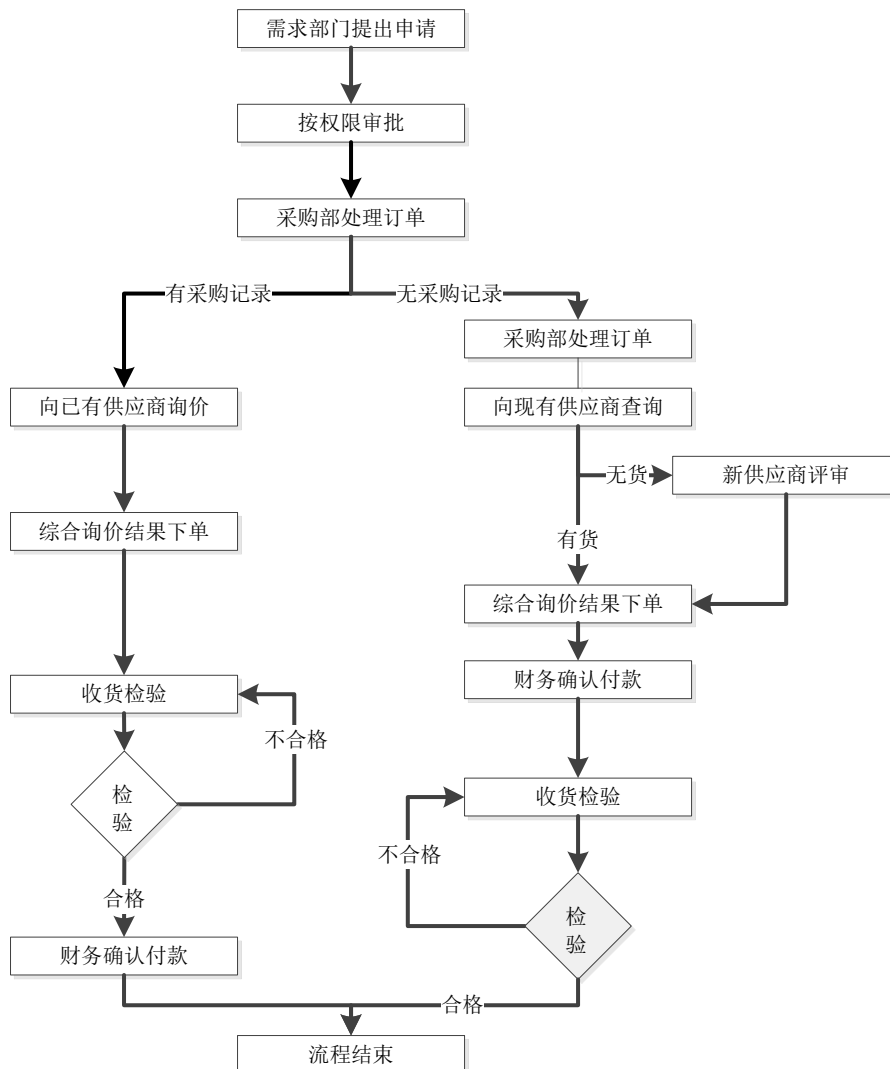 需求部门提出申请
按权限审批
采购部处理订单
有采购记录
无采购记录
采购部处理订单
向已有供应商询价
向现有供应商查询
无货
新供应商评审
综合询价结果下单
有货
综合询价结果下单
收货检验
财务确认付款
不合格
检
验
收货检验
不合格
合格
检
验
财务确认付款
合格
流程结束